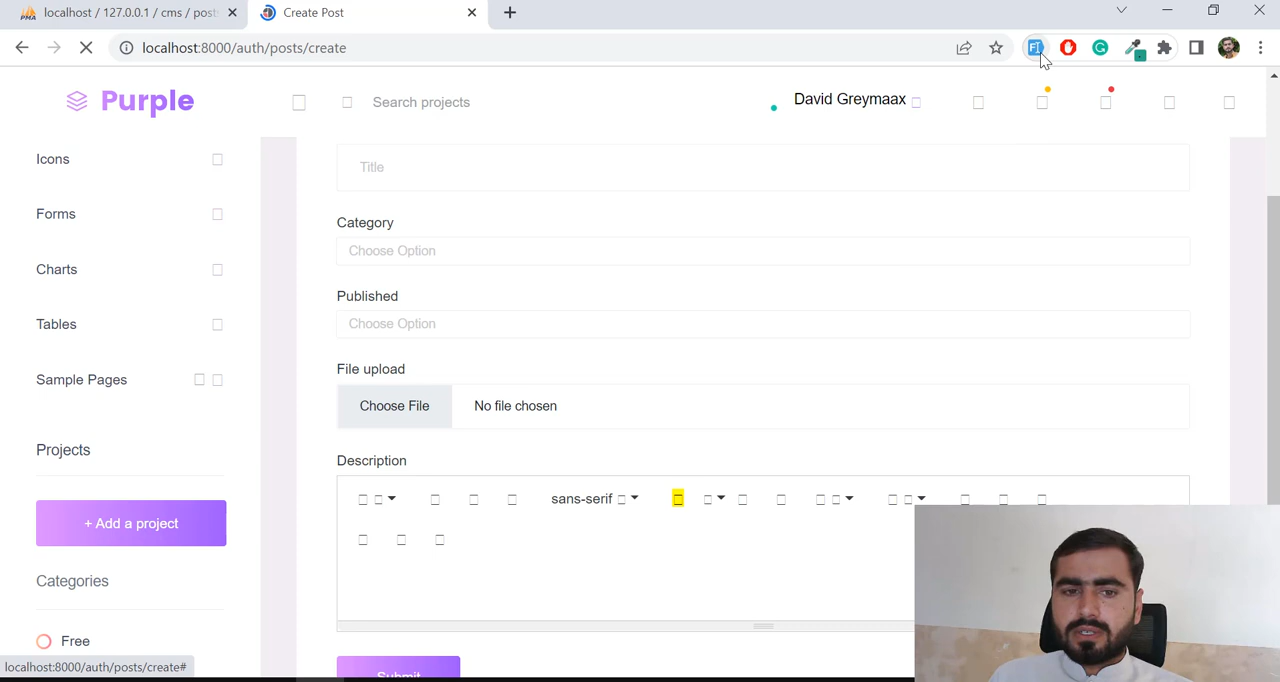 localhost / 127.0.0.1 / cms / post
Create Post
localhost:8000/auth/posts/create
Purple
Search projects
David Greymaax
Icons
Forms
Charts
Tables
Sample Pages
Projects
+ Add a project
Categories
Free
Title
Category
Choose Option
Published
Choose Option
File upload
Choose File
No file chosen
Description
sans-serif
Submit
localhost:8000/auth/posts/create#